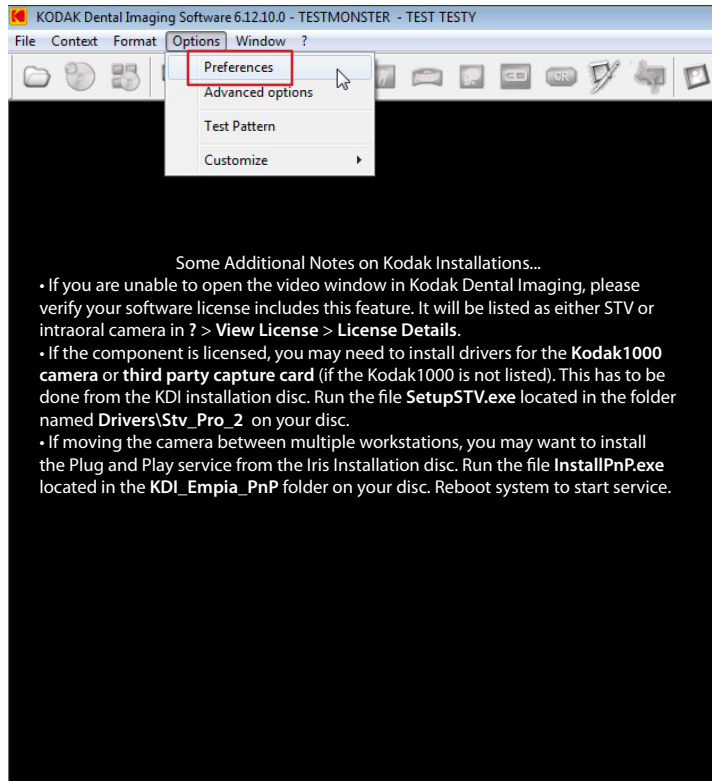 KODAK Dental Imaging Software 6.12.10.0 - TESTMONSTER - TEST TESTY
File Context Format Options Window ?
Preferences
Advanced options
Test Pattern
Customize
CR
Some Additional Notes on Kodak Installations...
• If you are unable to open the video window in Kodak Dental Imaging, please
verify your software license includes this feature. It will be listed as either STV or
intraoral camera in ? > View License > License Details.
• If the component is licensed, you may need to install drivers for the Kodak1000
camera or third party capture card (if the Kodak1000 is not listed). This has to be
done from the KDI installation disc. Run the file SetupSTV.exe located in the folder
named Drivers\Stv_Pro_2 on your disc.
• If moving the camera between multiple workstations, you may want to install
the Plug and Play service from the Iris Installation disc. Run the file InstallPnP.exe
located in the KDI_Empia_PnP folder on your disc. Reboot system to start service.